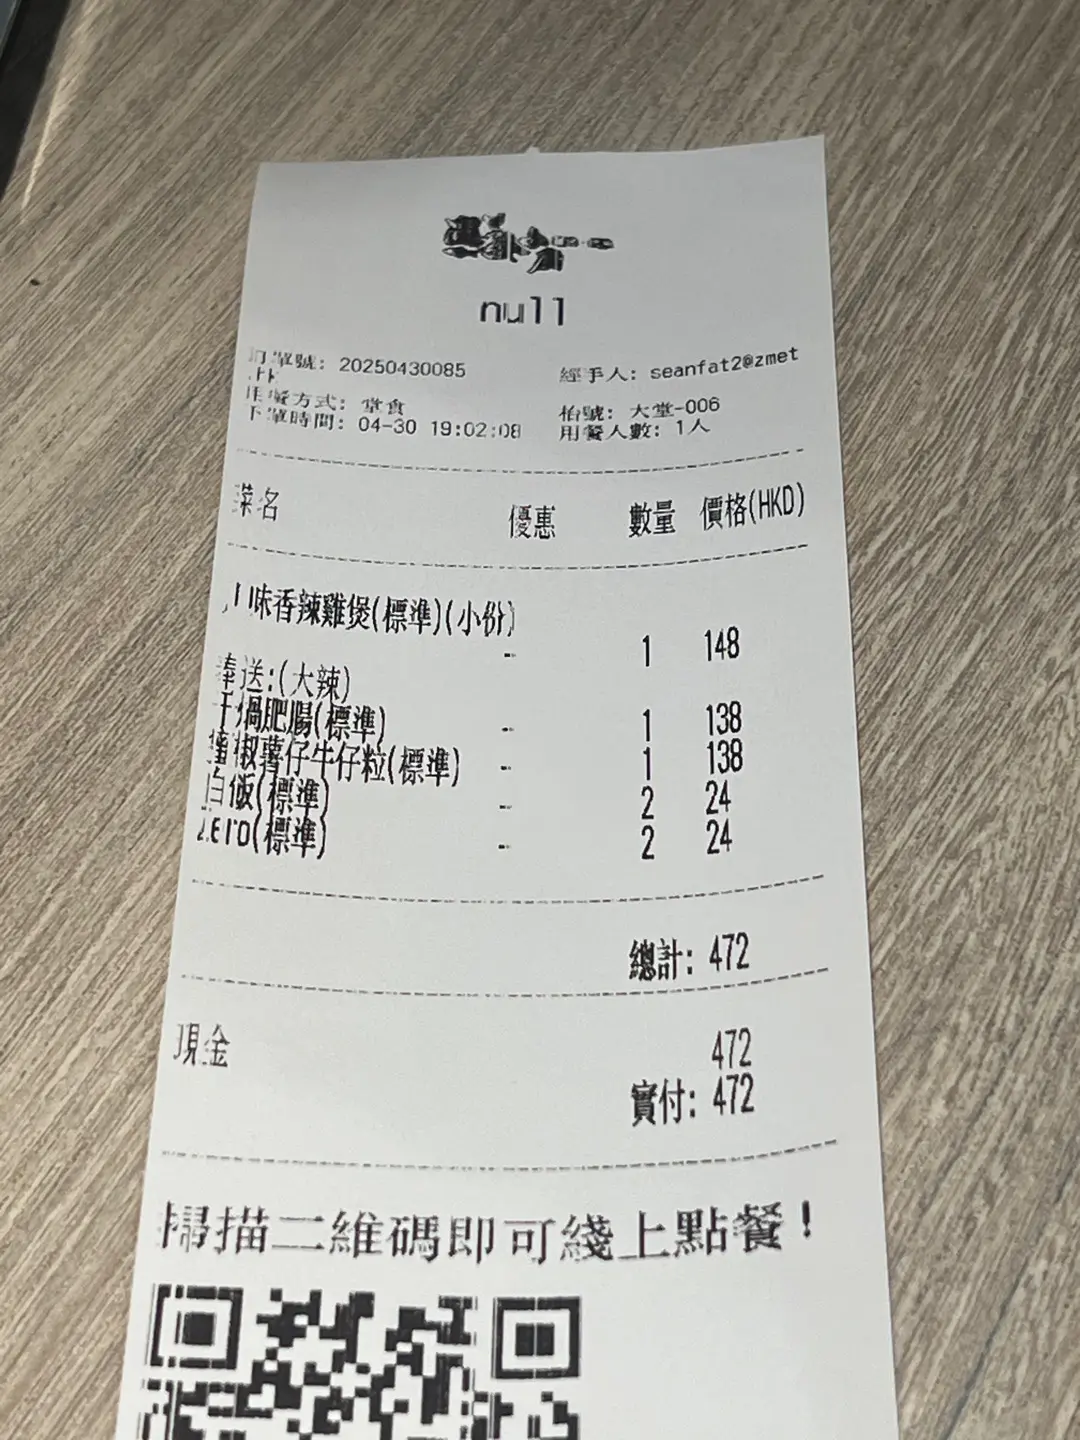 null
訂單號: 20250430085
經手人: seanfat2@zmet
用餐方式: 堂食
枱號: 大堂-006
下單時間: 04-30 19:02:08
用餐人數: 1人
菜名 優惠 數量 價格(HKD)
川味香辣雞煲(標準)(小份)
- 1 148
奉送:(大辣)
干鍋肥腸(標準) - 1 138
椒薯仔牛仔粒(標準) - 1 138
白飯(標準) - 2 24
Zero(標準) - 2 24
總計: 472
現金 472
實付: 472
掃描二維碼即可綫上點餐!